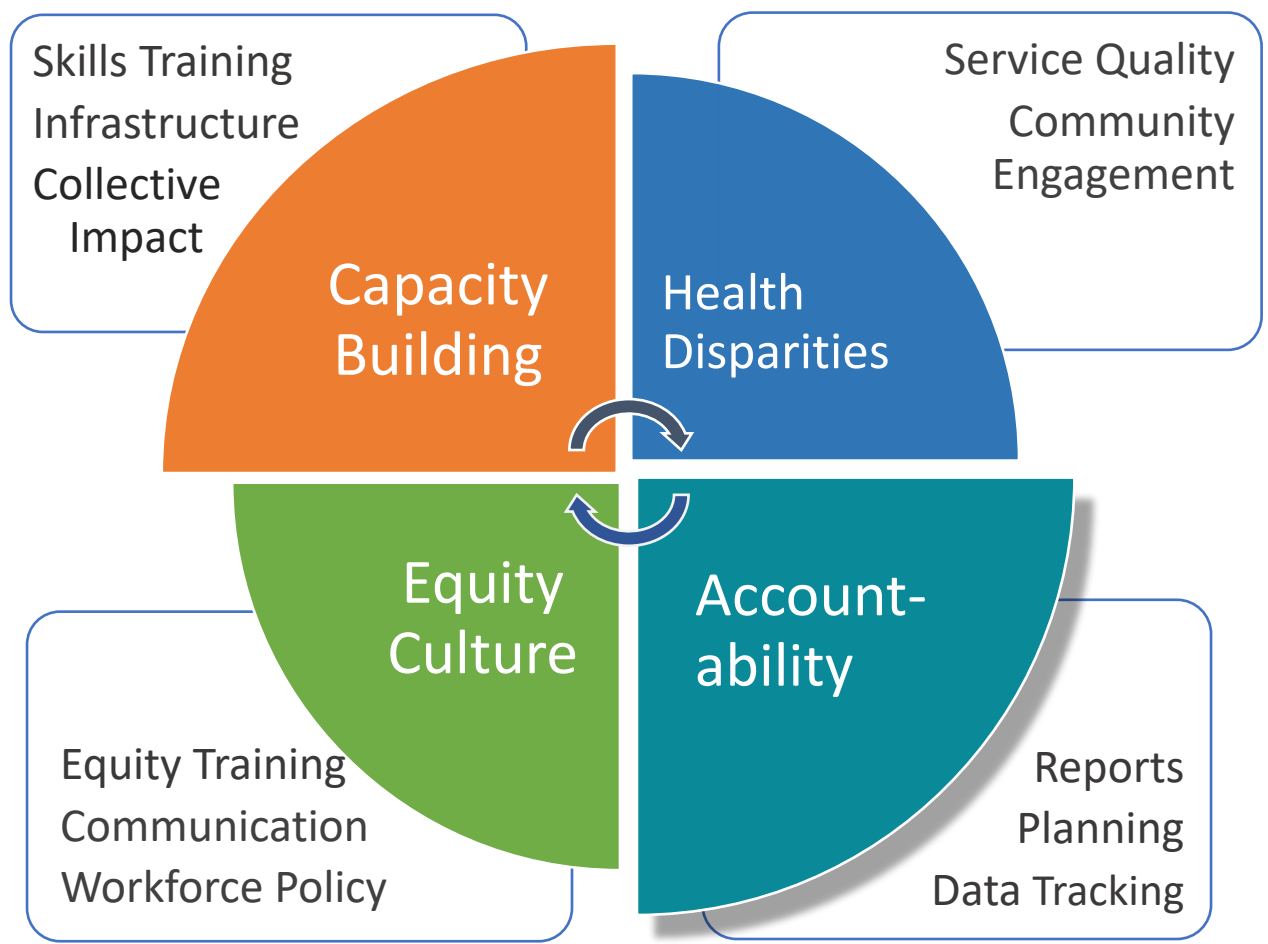 Skills Training
Infrastructure
Collective
Impact
Service Quality
Community
Engagement
Capacity
Building
Health
Disparities
Equity
Culture
Account-
ability
Equity Training
Communication
Workforce Policy
Reports
Planning
Data Tracking